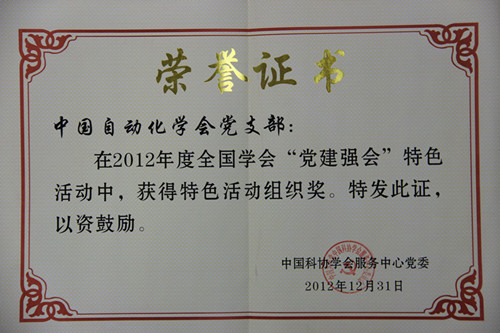 荣誉证书
中国自动化学会党支部：
在2012年度全国学会“党建强会”特色
活动中，获得特色活动组织奖。特发此证，
以资鼓励。
中国科协学会服务中心党委
2012年12月31日